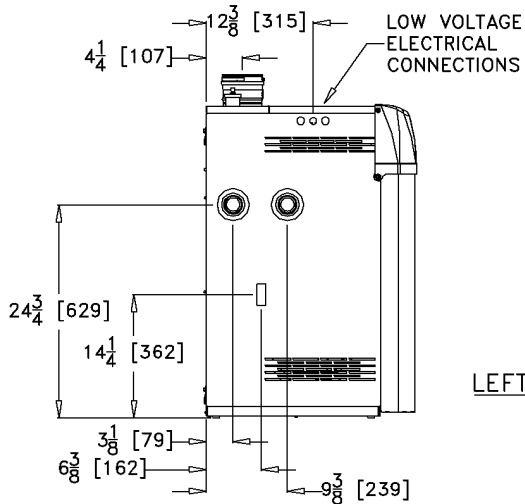 12 3/8 [315]
LOW VOLTAGE
ELECTRICAL
CONNECTIONS
4 1/4 [107]
24 3/4 [629]
14 1/4 [362]
LEFT
3 1/8 [79]
6 3/8 [162]
9 3/8 [239]